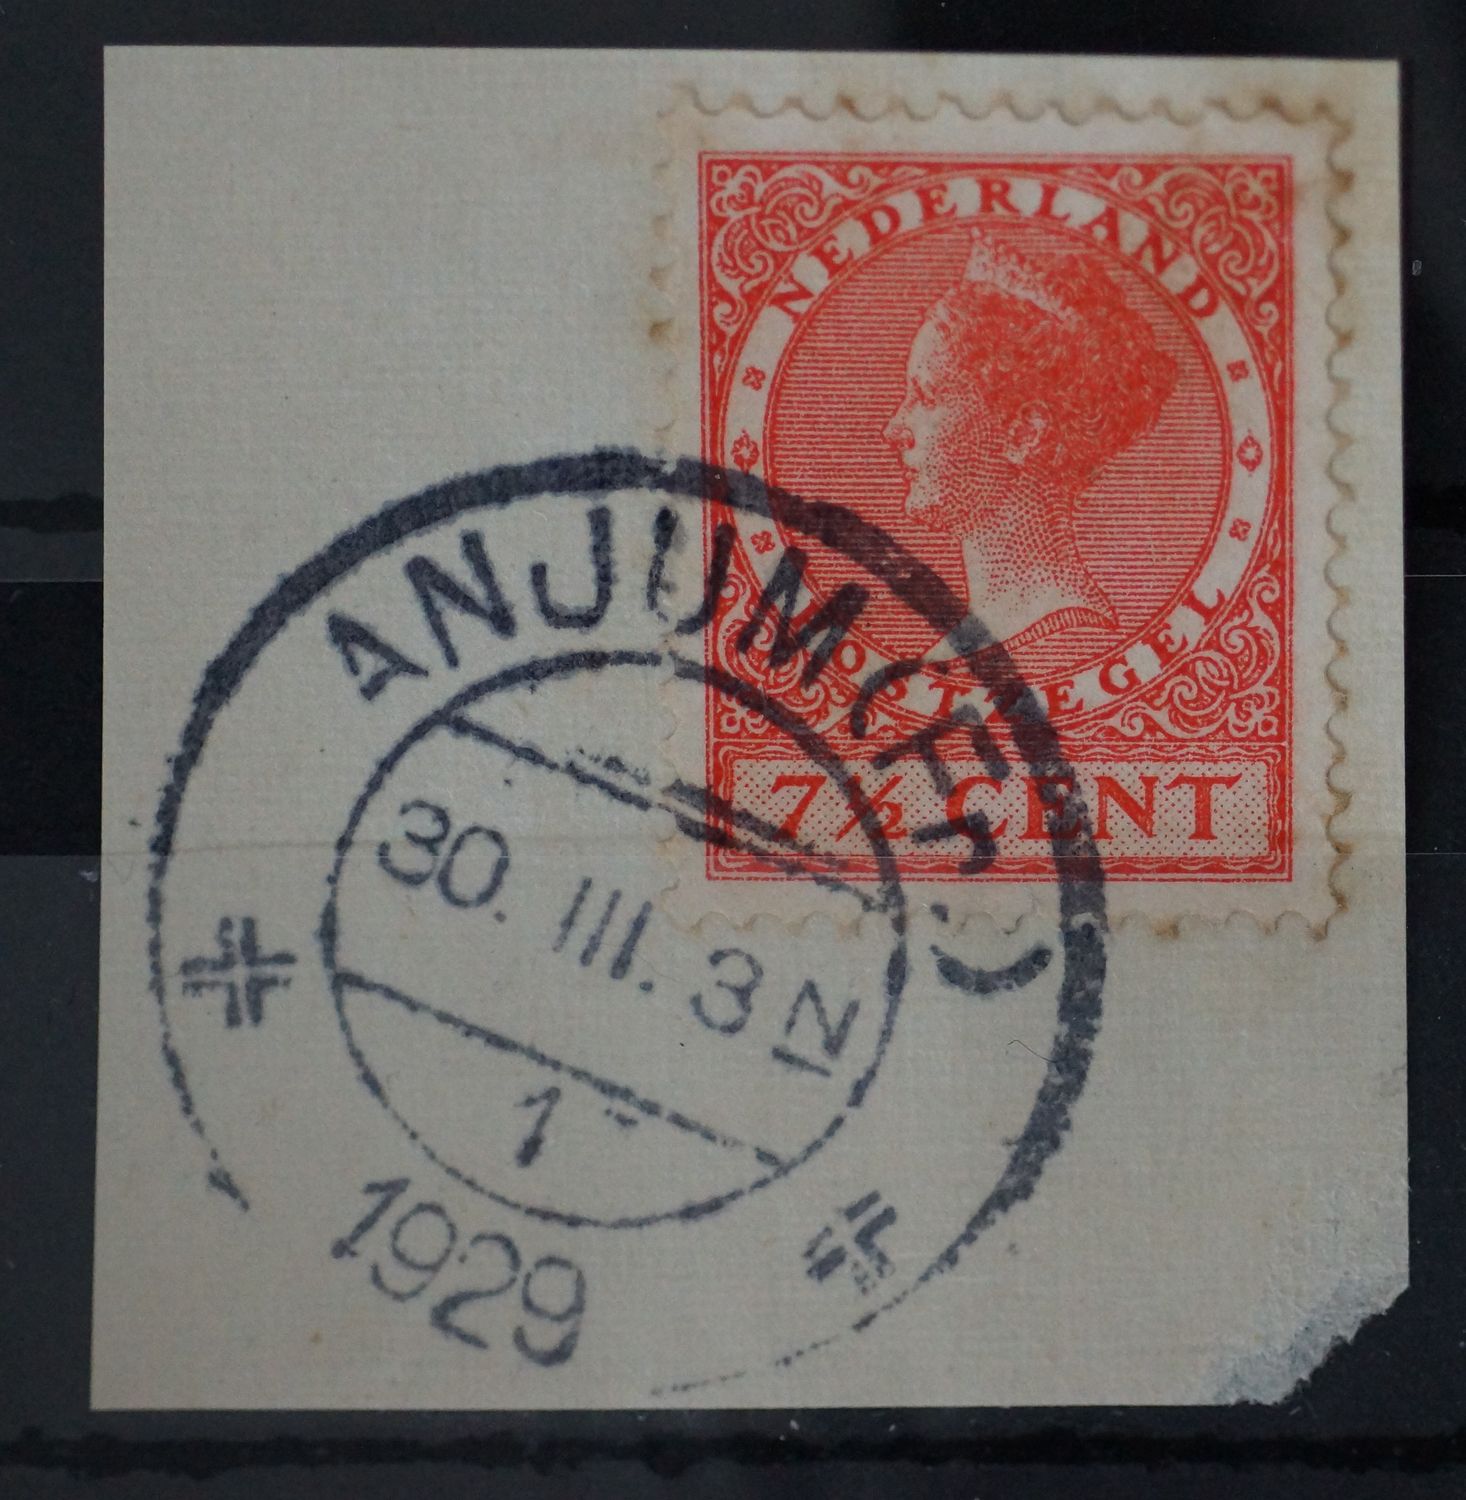 NEDERLAND
POSTZEGEL
7½ CENT
ANJUM (Fr.)
30. III. 3 N
1
1929